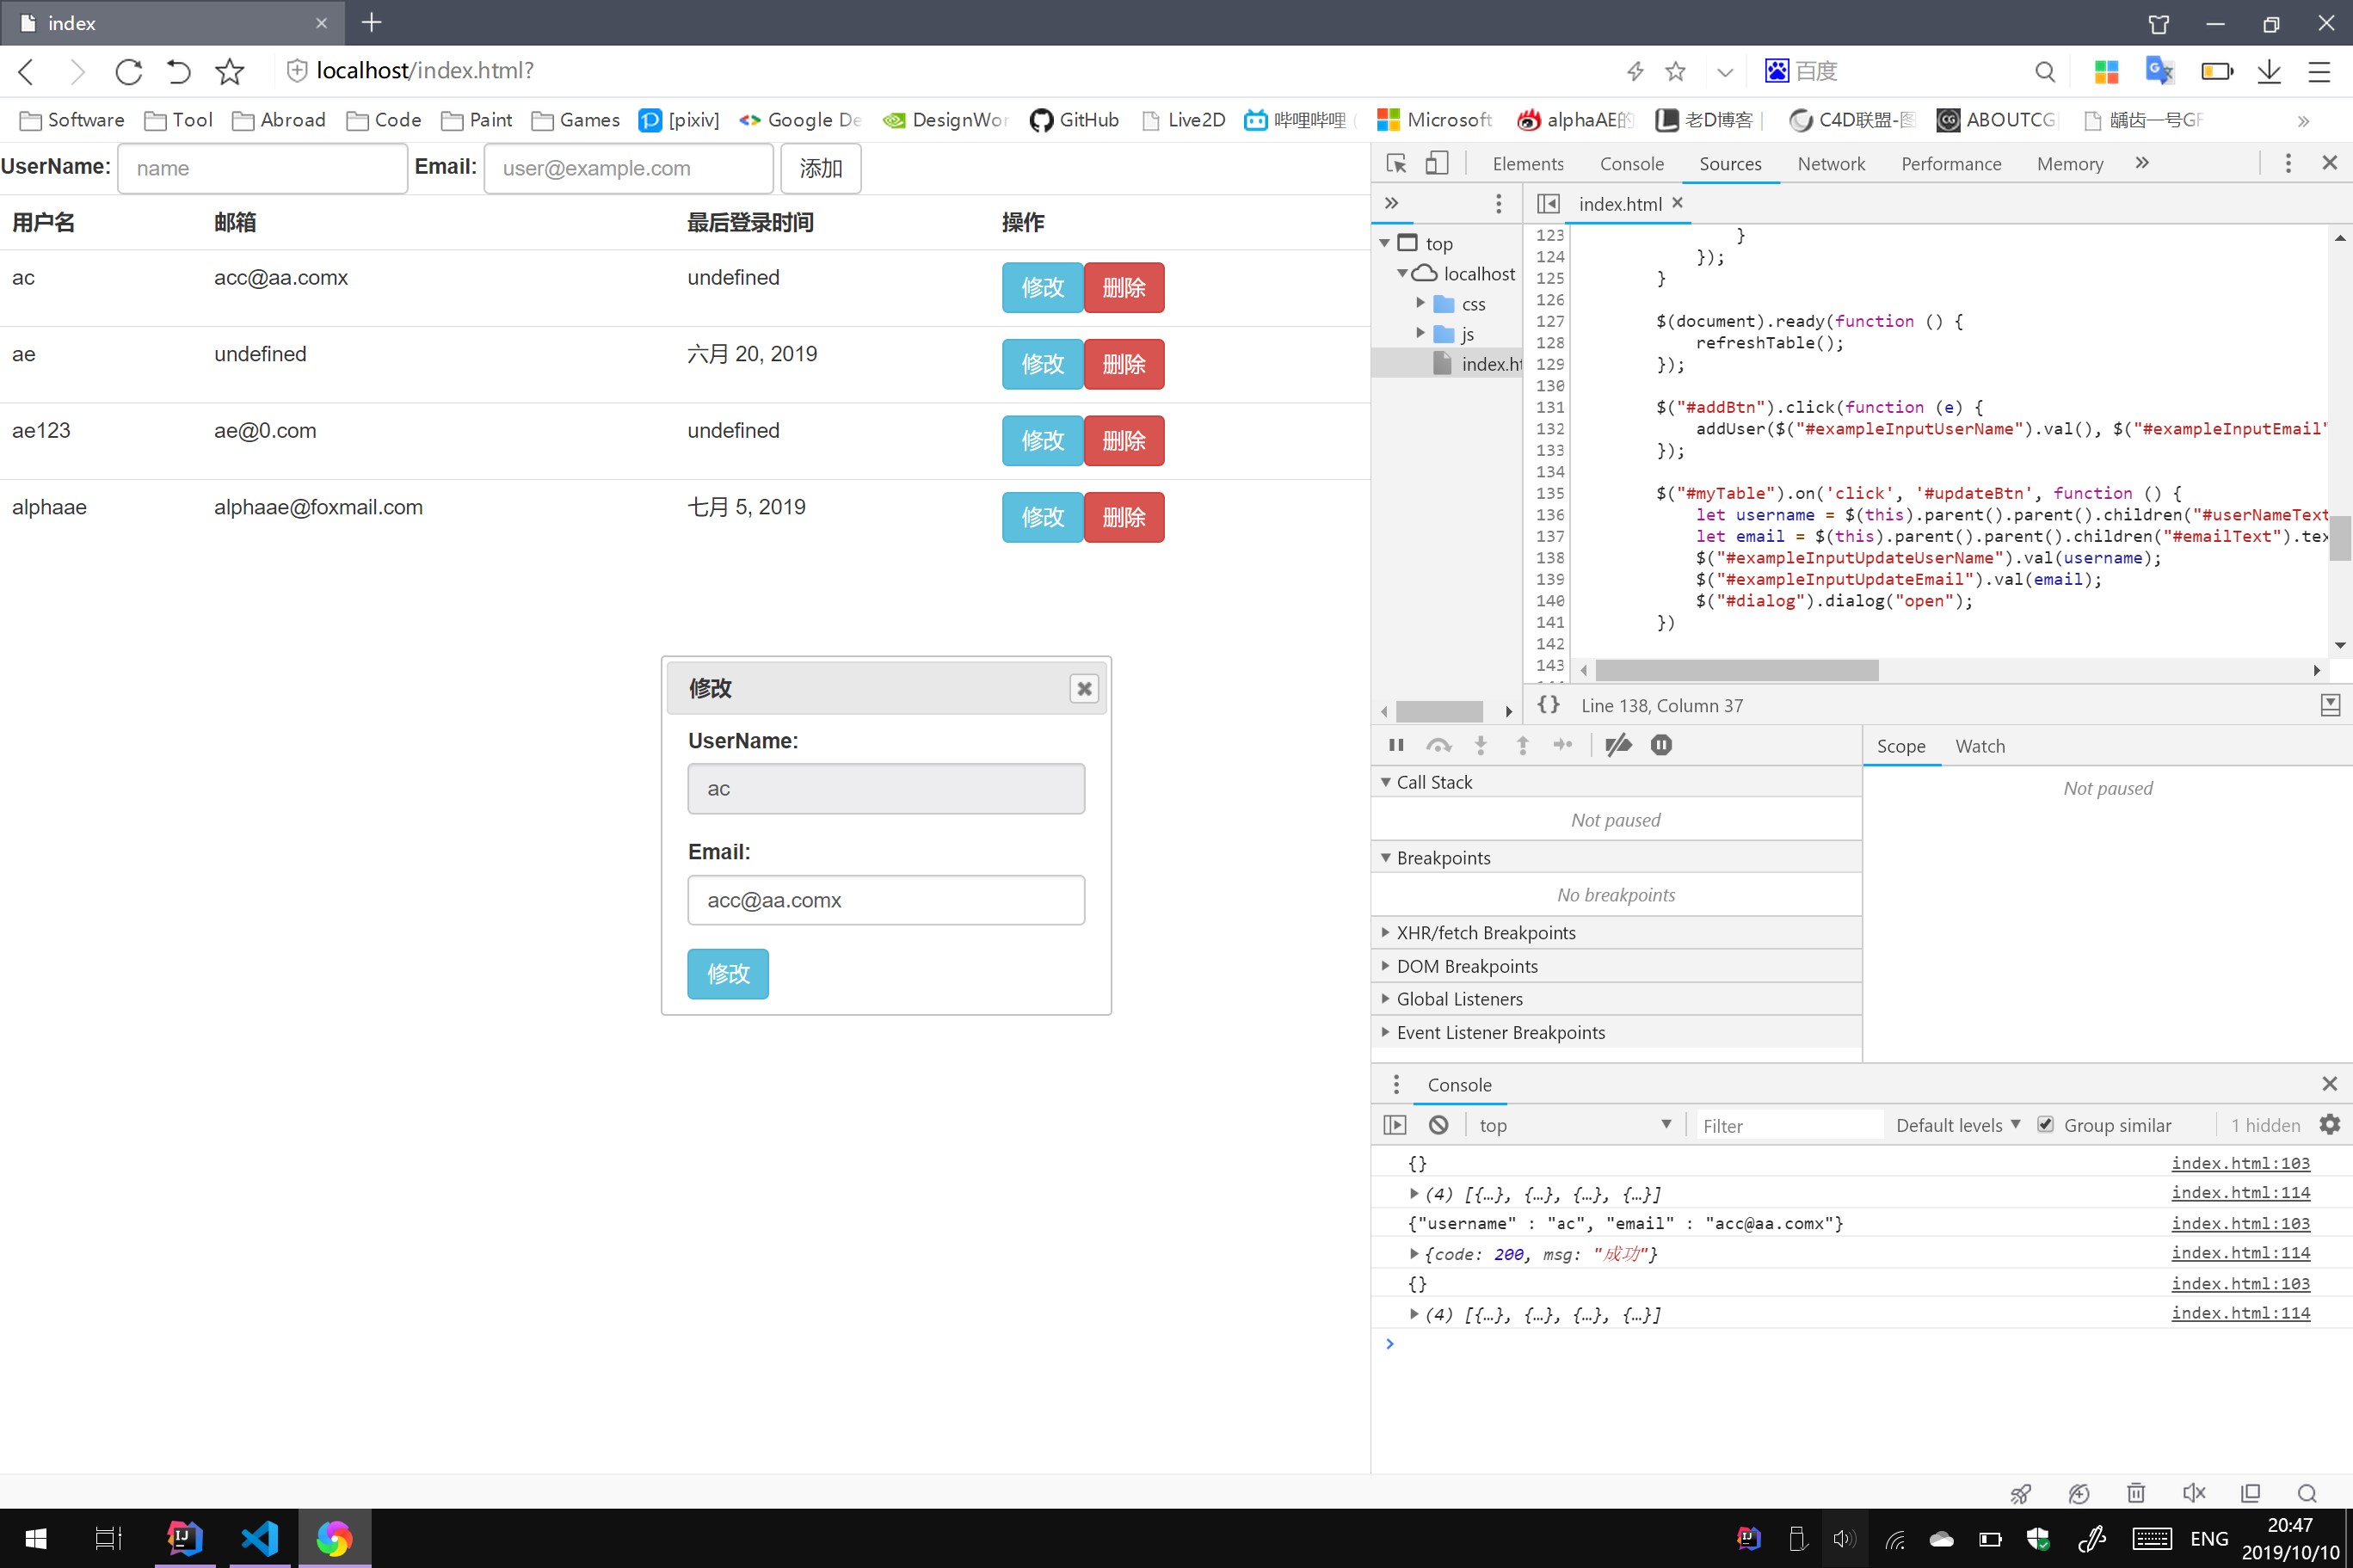 index
localhost/index.html?
百度
Software Tool Abroad Code Paint Games [pixiv] Google De DesignWor GitHub Live2D 哔哩哔哩 ( Microsoft alphaAE的 老D博客 | C4D联盟-图 ABOUTCG 龋齿一号GF
UserName: name Email: user@example.com 添加
用户名 邮箱 最后登录时间 操作
ac acc@aa.comx undefined 修改 删除
ae undefined 六月 20, 2019 修改 删除
ae123 ae@0.com undefined 修改 删除
alphaae alphaae@foxmail.com 七月 5, 2019 修改 删除
修改
UserName:
ac
Email:
acc@aa.comx
修改
Elements Console Sources Network Performance Memory
index.html
top
localhost
css
js
index.ht
123 }
124 });
125 }
126
127 $(document).ready(function () {
128 refreshTable();
129 });
130
131 $("#addBtn").click(function (e) {
132 addUser($("#exampleInputUserName").val(), $("#exampleInputEmail"
133 });
134
135 $("#myTable").on('click', '#updateBtn', function () {
136 let username = $(this).parent().parent().children("#userNameText
137 let email = $(this).parent().parent().children("#emailText").tex
138 $("#exampleInputUpdateUserName").val(username);
139 $("#exampleInputUpdateEmail").val(email);
140 $("#dialog").dialog("open");
141 })
142
143
{} Line 138, Column 37
Scope Watch
Call Stack
Not paused
Not paused
Breakpoints
No breakpoints
XHR/fetch Breakpoints
DOM Breakpoints
Global Listeners
Event Listener Breakpoints
Console
top Filter Default levels Group similar 1 hidden
{} index.html:103
(4) [{…}, {…}, {…}, {…}] index.html:114
{"username" : "ac", "email" : "acc@aa.comx"} index.html:103
{code: 200, msg: "成功"} index.html:114
{} index.html:103
(4) [{…}, {…}, {…}, {…}] index.html:114
ENG
20:47
2019/10/10